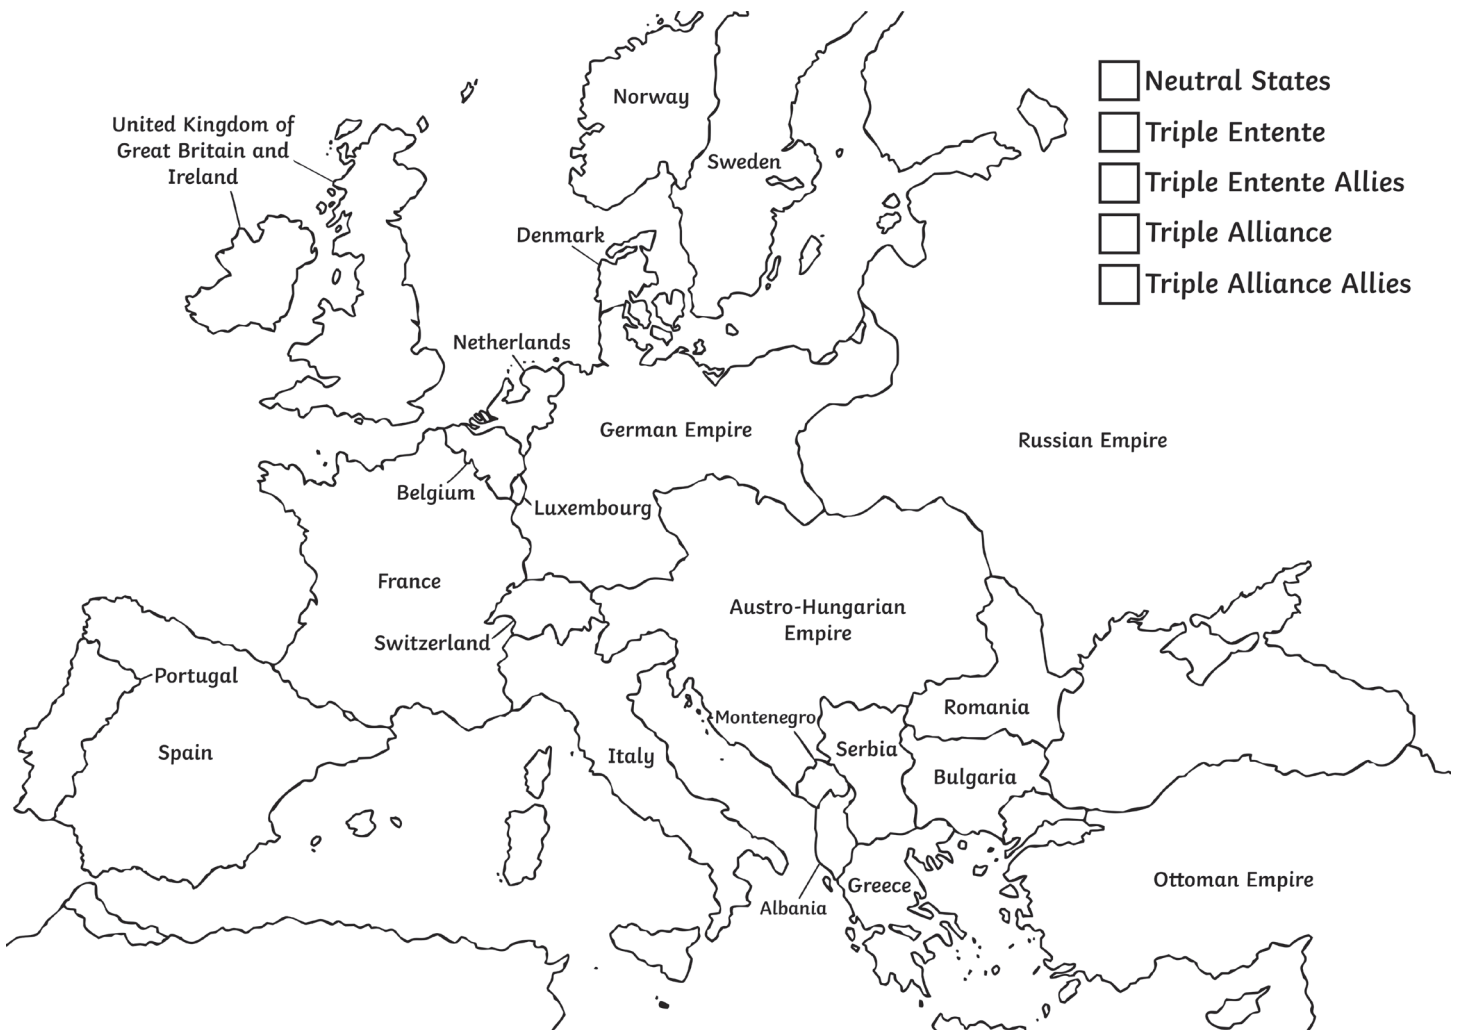 Neutral States
Triple Entente
Triple Entente Allies
Triple Alliance
Triple Alliance Allies
Norway
United Kingdom of
Great Britain and
Ireland
Sweden
Denmark
Netherlands
German Empire
Russian Empire
Belgium
Luxembourg
France
Austro-Hungarian
Empire
Switzerland
Portugal
Romania
Montenegro
Serbia
Spain
Italy
Bulgaria
Ottoman Empire
Greece
Albania